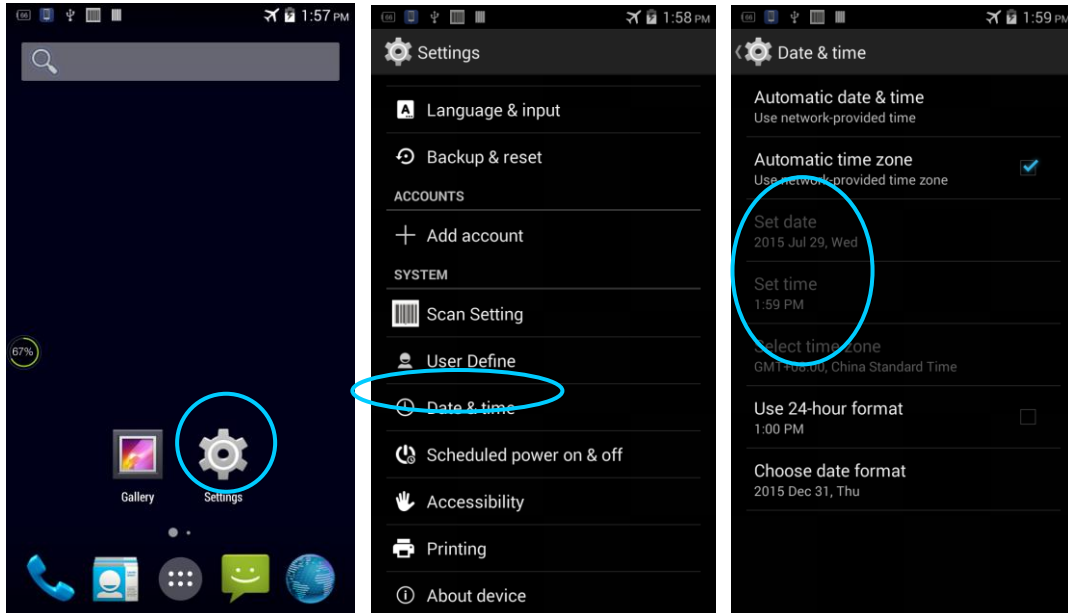 1:57 PM
67%
Gallery
Settings
1:58 PM
Settings
Language & input
Backup & reset
ACCOUNTS
Add account
SYSTEM
Scan Setting
User Define
Date & time
Scheduled power on & off
Accessibility
Printing
About device
1:59 PM
Date & time
Automatic date & time
Use network-provided time
Automatic time zone
Use network-provided time zone
Set date
2015 Jul 29, Wed
Set time
1:59 PM
Select time zone
GMT+08:00, China Standard Time
Use 24-hour format
1:00 PM
Choose date format
2015 Dec 31, Thu